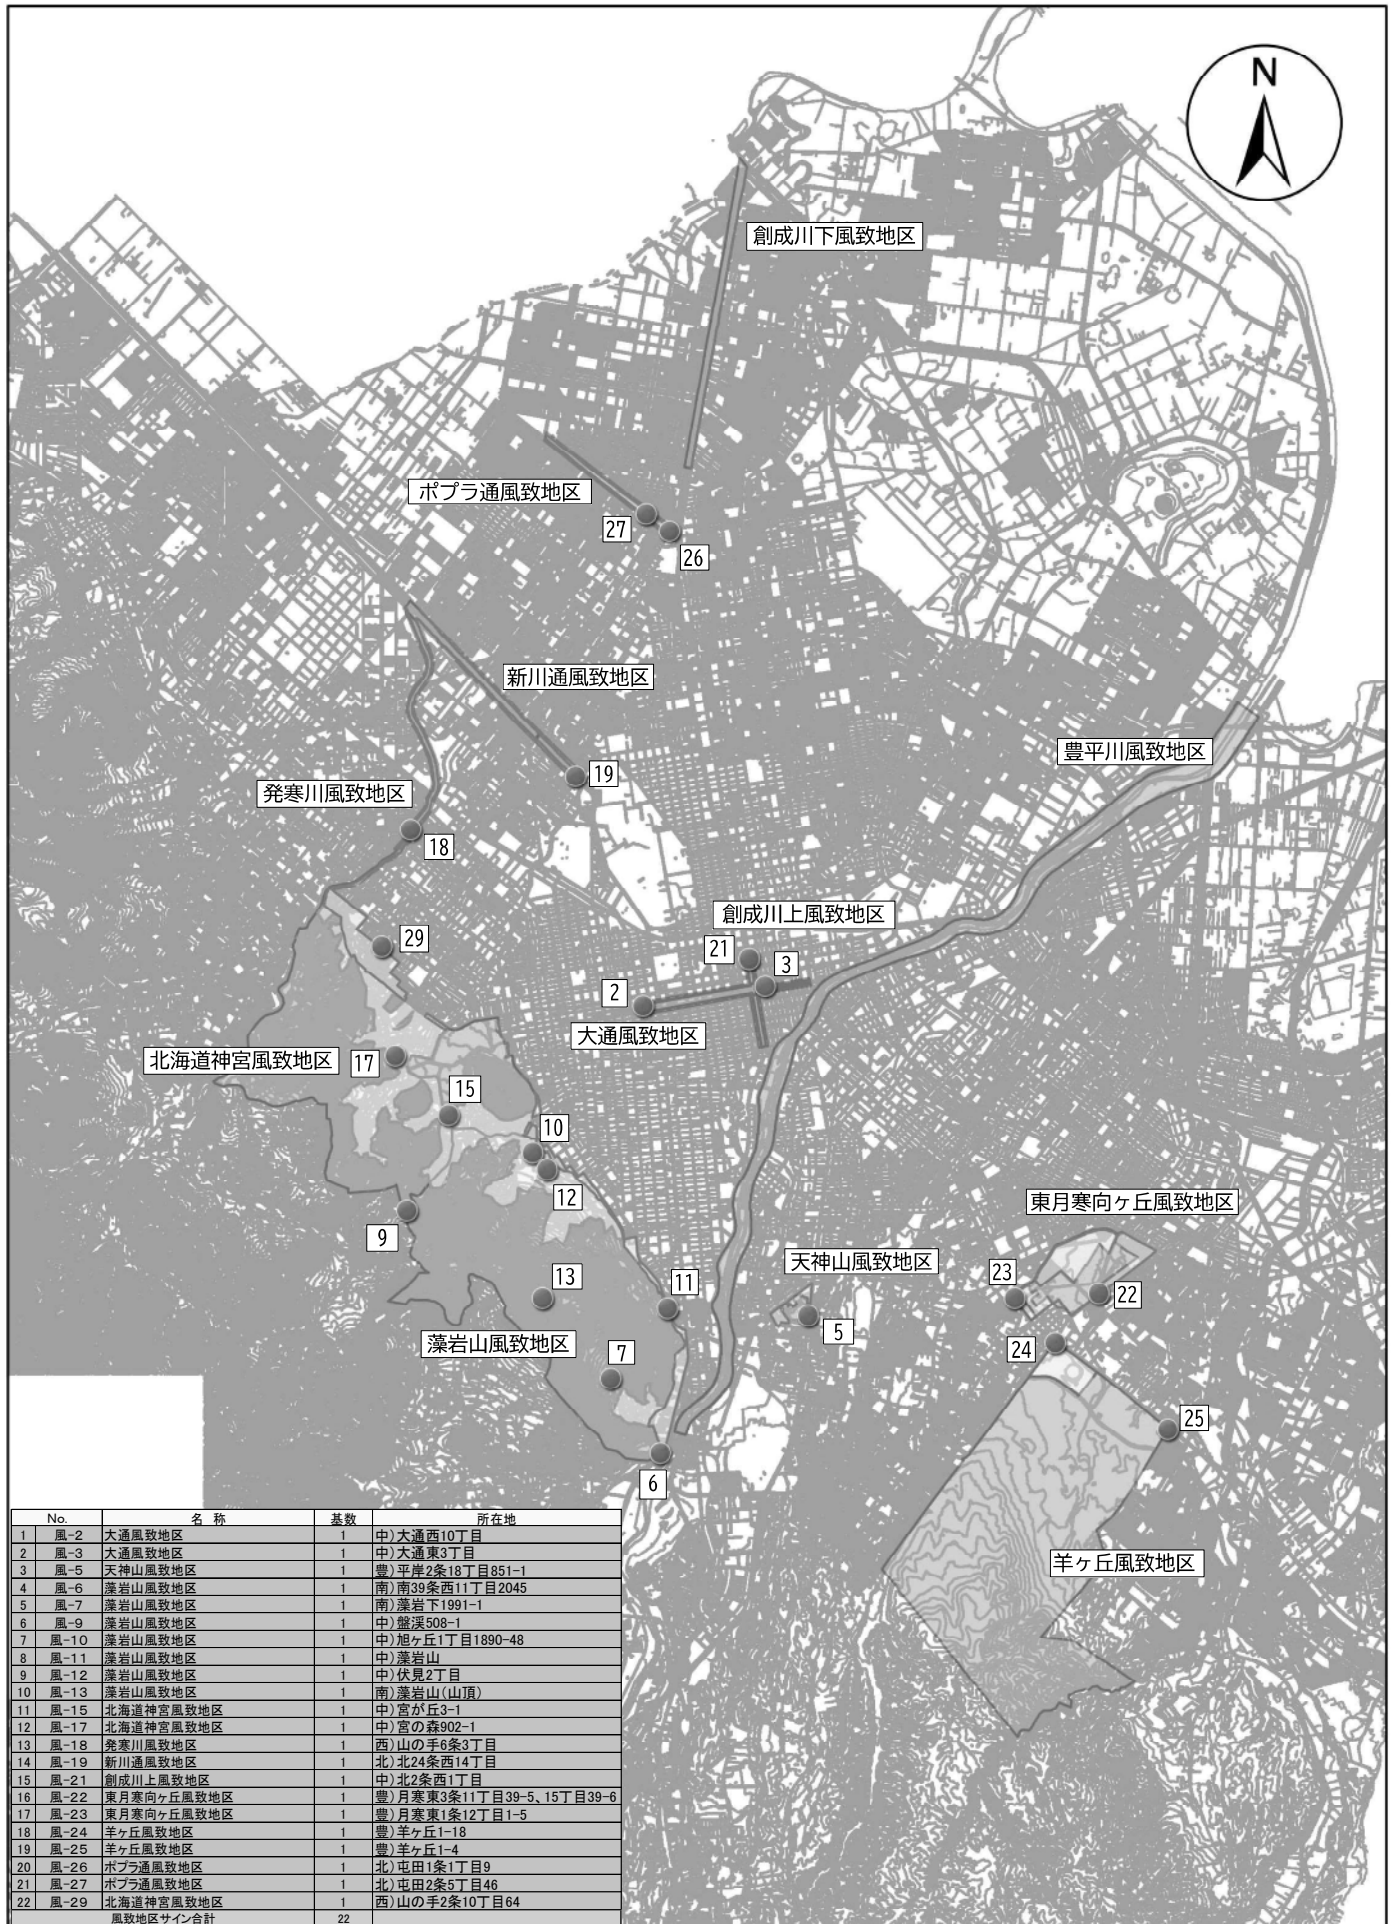 N
創成川下風致地区
ポプラ通風致地区
27
26
新川通風致地区
豊平川風致地区
19
発寒川風致地区
18
創成川上風致地区
29
21
3
2
大通風致地区
北海道神宮風致地区
17
15
10
12
東月寒向ヶ丘風致地区
9
天神山風致地区
23
13
11
22
5
藻岩山風致地区
7
24
25
6
羊ヶ丘風致地区
No. 名 称 基数 所在地
1 風-2 大通風致地区 1 中)大通西10丁目
2 風-3 大通風致地区 1 中)大通東3丁目
3 風-5 天神山風致地区 1 豊)平岸2条18丁目851-1
4 風-6 藻岩山風致地区 1 南)南39条西11丁目2045
5 風-7 藻岩山風致地区 1 南)藻岩下1991-1
6 風-9 藻岩山風致地区 1 中)盤渓508-1
7 風-10 藻岩山風致地区 1 中)旭ヶ丘1丁目1890-48
8 風-11 藻岩山風致地区 1 中)藻岩山
9 風-12 藻岩山風致地区 1 中)伏見2丁目
10 風-13 藻岩山風致地区 1 南)藻岩山(山頂)
11 風-15 北海道神宮風致地区 1 中)宮が丘3-1
12 風-17 北海道神宮風致地区 1 中)宮の森902-1
13 風-18 発寒川風致地区 1 西)山の手6条3丁目
14 風-19 新川通風致地区 1 北)北24条西14丁目
15 風-21 創成川上風致地区 1 中)北2条西1丁目
16 風-22 東月寒向ヶ丘風致地区 1 豊)月寒東3条11丁目39-5、15丁目39-6
17 風-23 東月寒向ヶ丘風致地区 1 豊)月寒東1条12丁目1-5
18 風-24 羊ヶ丘風致地区 1 豊)羊ヶ丘1-18
19 風-25 羊ヶ丘風致地区 1 豊)羊ヶ丘1-4
20 風-26 ポプラ通風致地区 1 北)屯田1条1丁目9
21 風-27 ポプラ通風致地区 1 北)屯田2条5丁目46
22 風-29 北海道神宮風致地区 1 西)山の手2条10丁目64
風致地区サイン合計 22